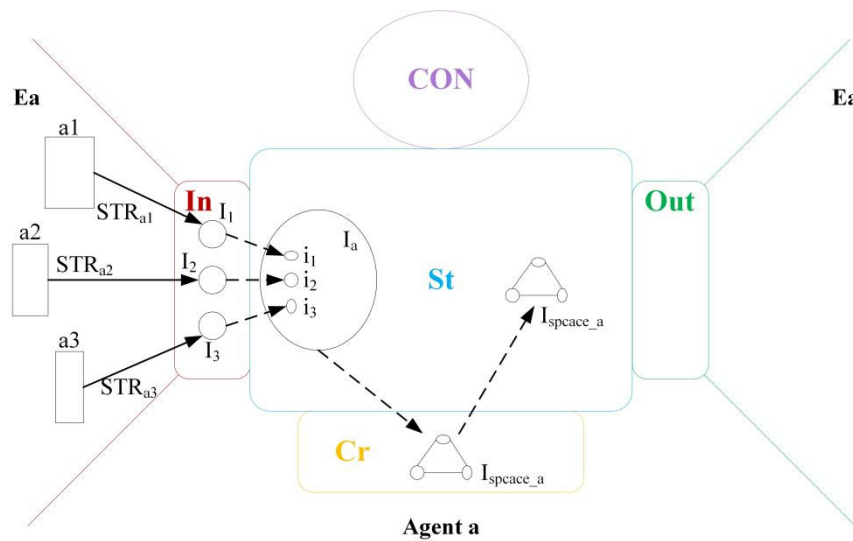 CON
Ea
Ea
a1
In
Out
STRa1
I1
a2
I2
Ia
i1
STRa2
St
i2
i3
Ispcace_a
a3
I3
STRa3
Cr
Ispcace_a
Agent a